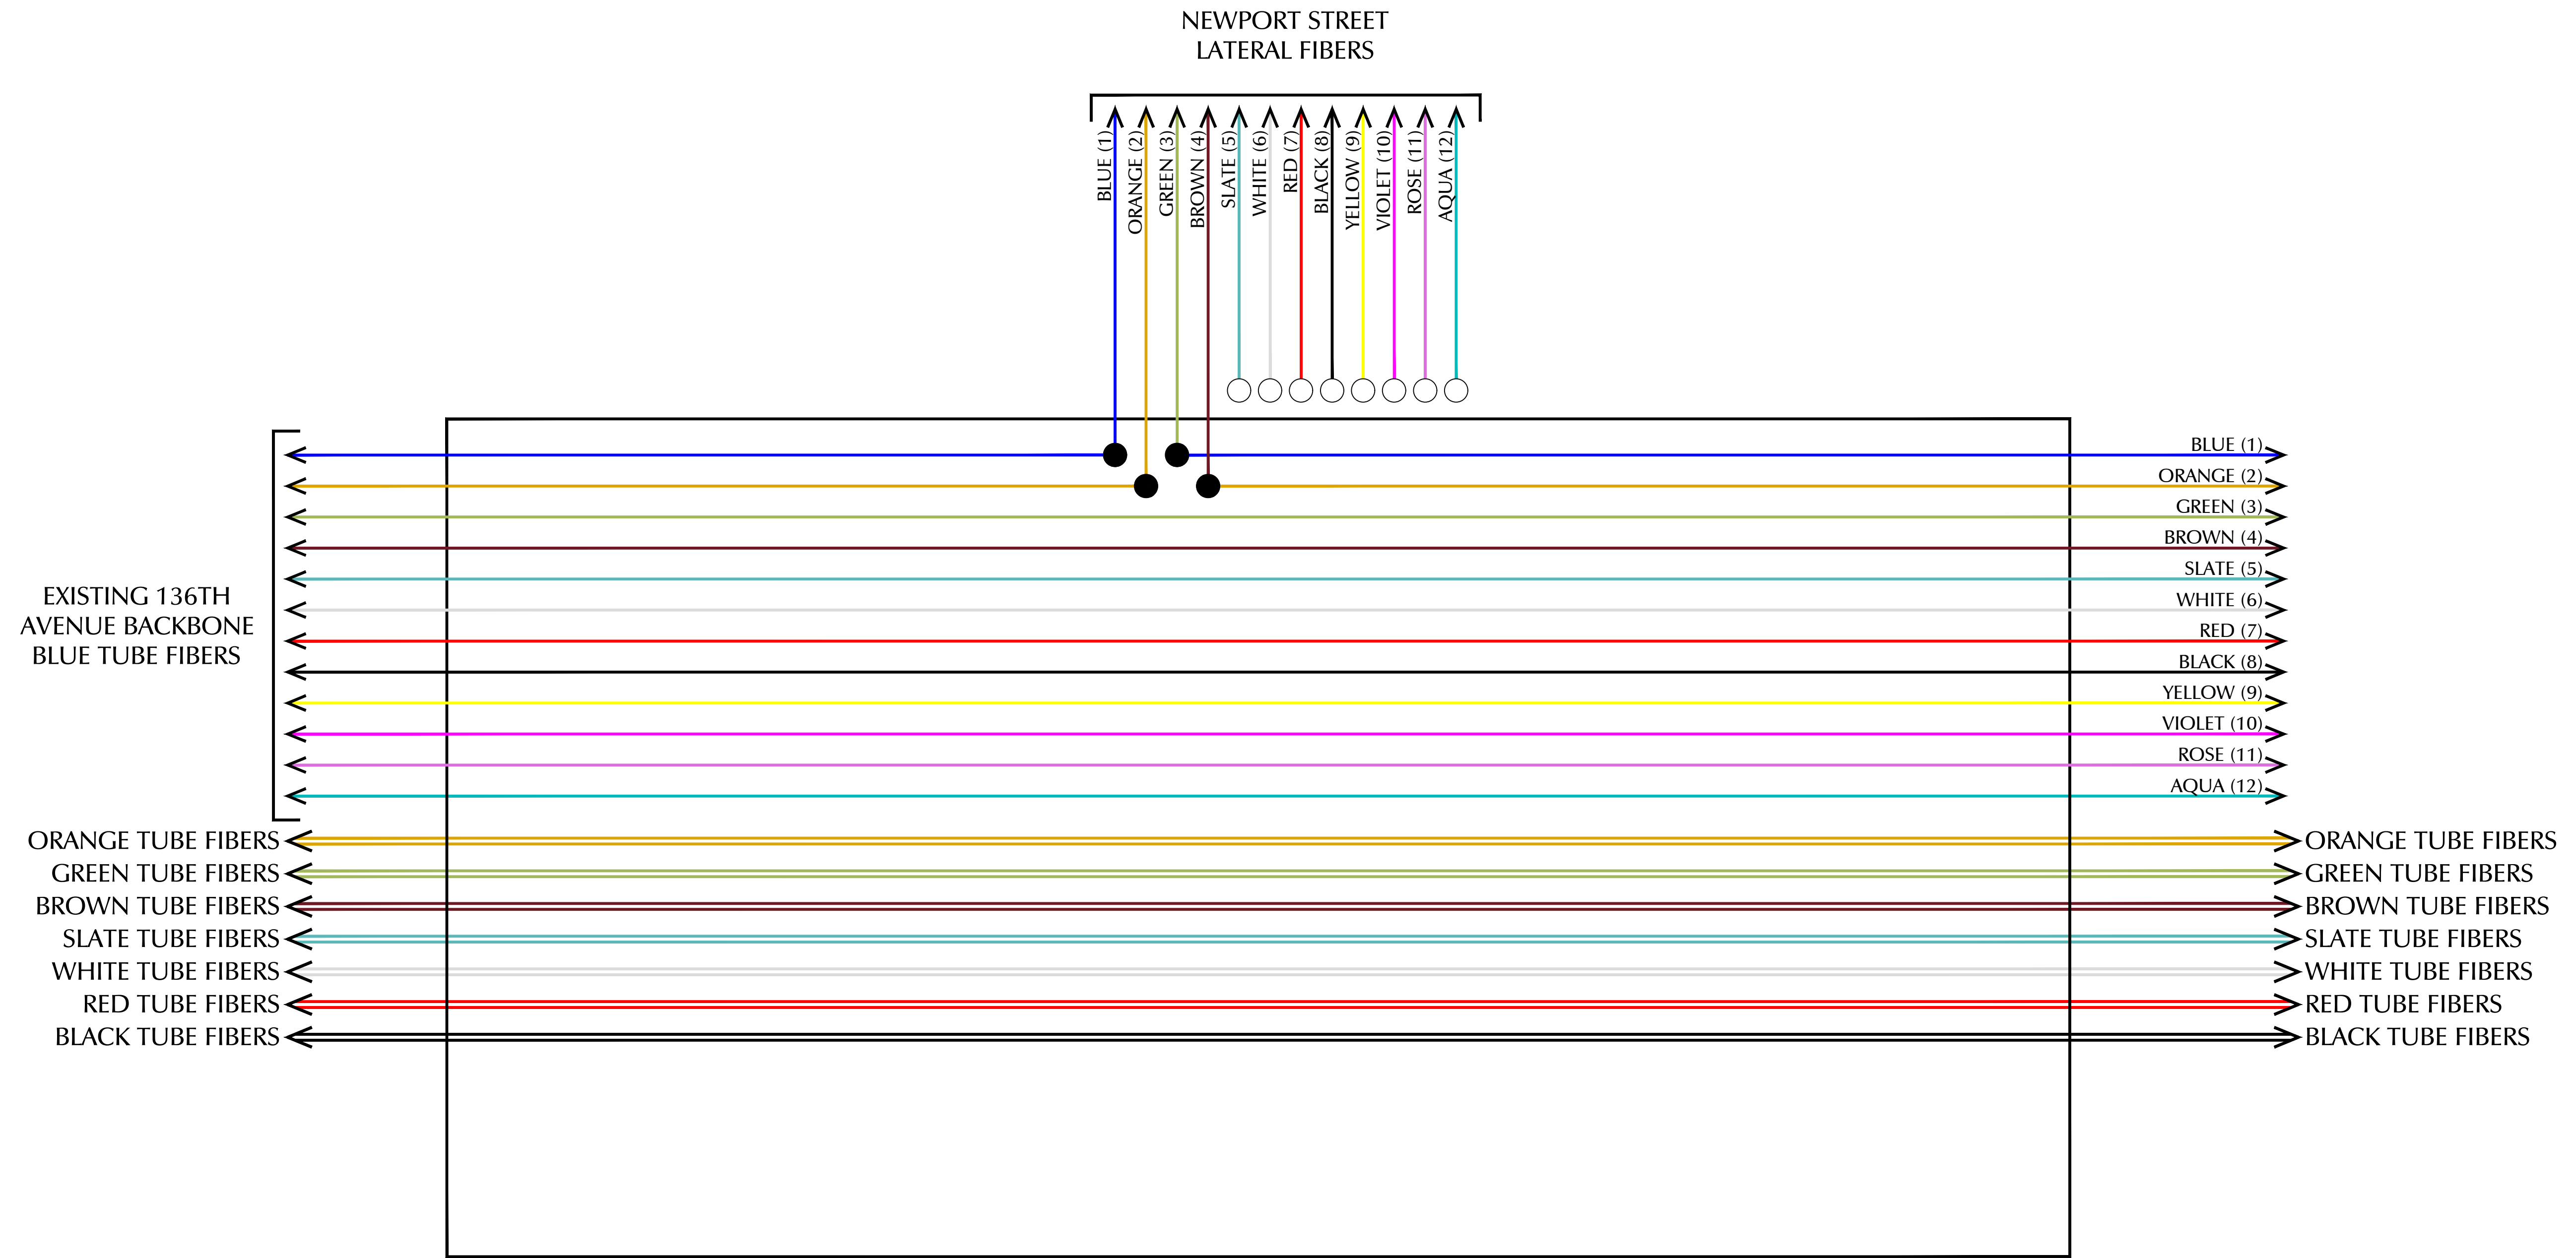 NEWPORT STREET
LATERAL FIBERS
BLUE (1)
ORANGE (2)
GREEN (3)
BROWN (4)
SLATE (5)
WHITE (6)
RED (7)
BLACK (8)
YELLOW (9)
VIOLET (10)
ROSE (11)
AQUA (12)
EXISTING 136TH
AVENUE BACKBONE
BLUE TUBE FIBERS
BLUE (1)
ORANGE (2)
GREEN (3)
BROWN (4)
SLATE (5)
WHITE (6)
RED (7)
BLACK (8)
YELLOW (9)
VIOLET (10)
ROSE (11)
AQUA (12)
ORANGE TUBE FIBERS
GREEN TUBE FIBERS
BROWN TUBE FIBERS
SLATE TUBE FIBERS
WHITE TUBE FIBERS
RED TUBE FIBERS
BLACK TUBE FIBERS
ORANGE TUBE FIBERS
GREEN TUBE FIBERS
BROWN TUBE FIBERS
SLATE TUBE FIBERS
WHITE TUBE FIBERS
RED TUBE FIBERS
BLACK TUBE FIBERS